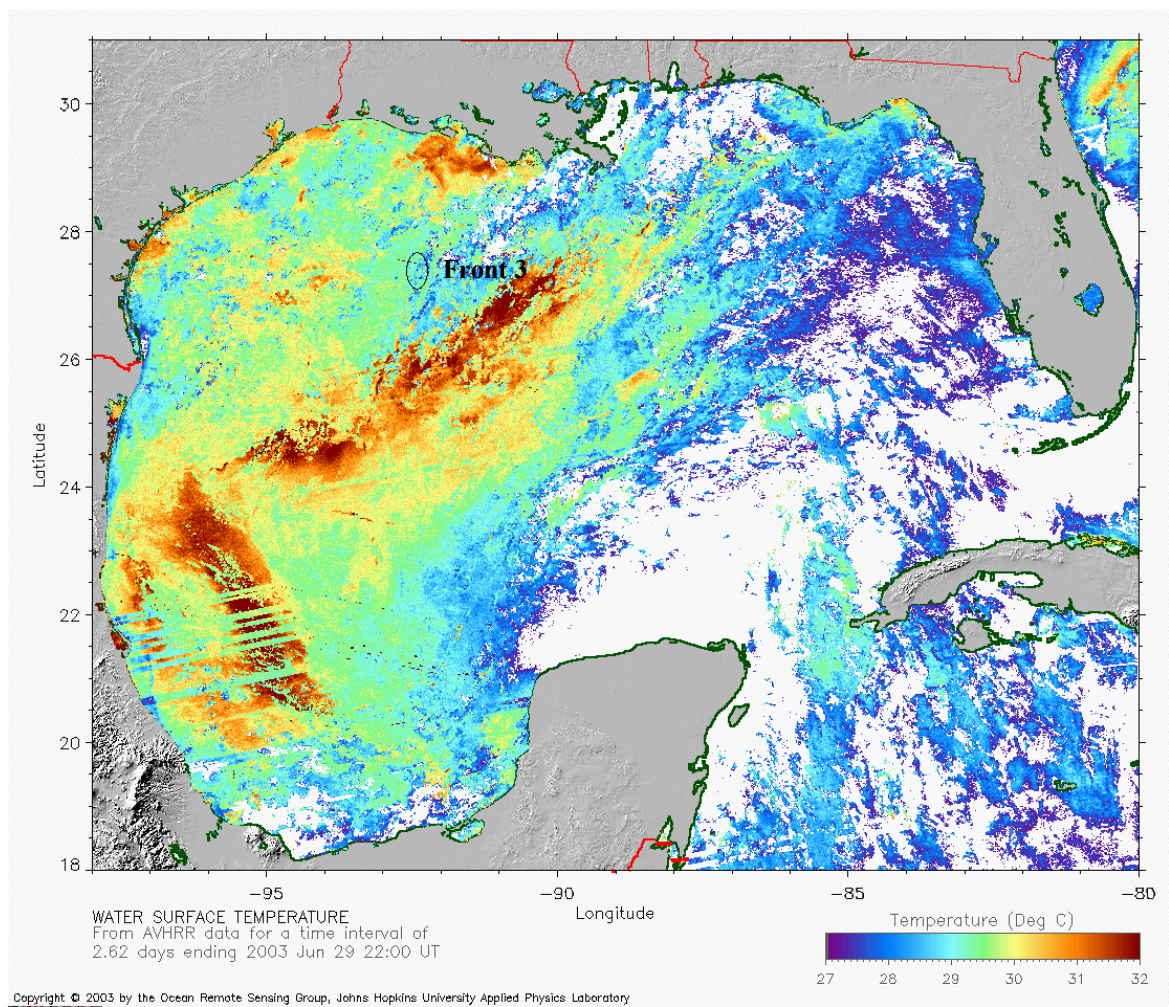 30
28
Front 3
26
Latitude
24
22
20
18
−95
−90
−85
−80
Longitude
WATER SURFACE TEMPERATURE
From AVHRR data for a time interval of
2.62 days ending 2003 Jun 29 22:00 UT
Temperature (Deg C)
27 28 29 30 31 32
Copyright © 2003 by the Ocean Remote Sensing Group, Johns Hopkins University Applied Physics Laboratory